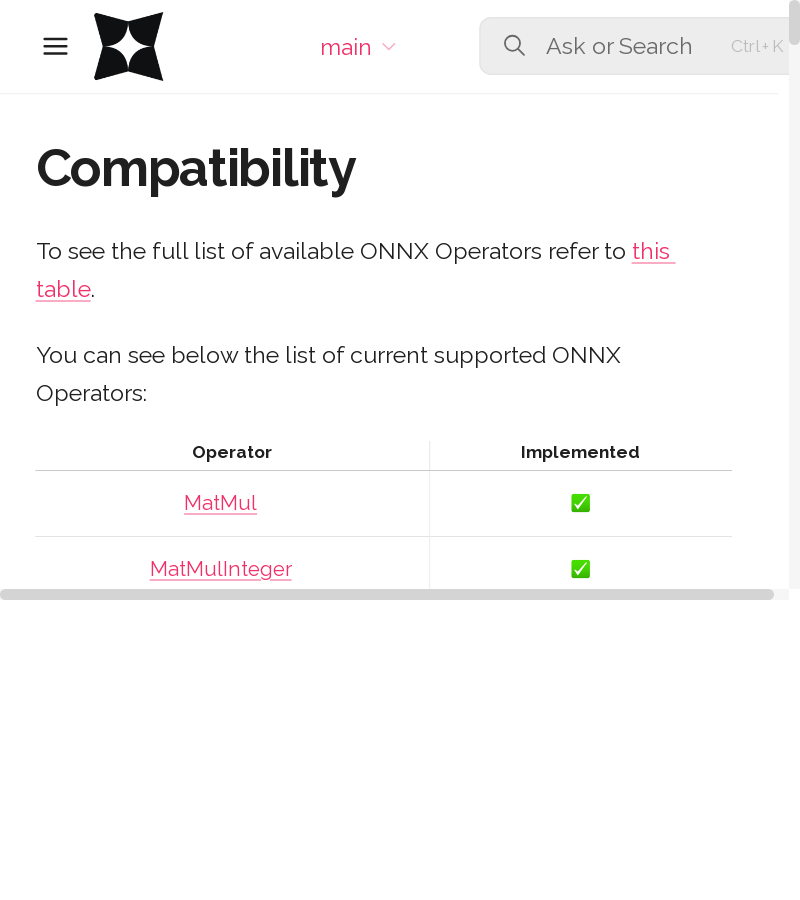 main
Ask or Search
Ctrl + K
Compatibility
To see the full list of available ONNX Operators refer to this
table.
You can see below the list of current supported ONNX
Operators:
Operator Implemented
MatMul ✅
MatMulInteger ✅